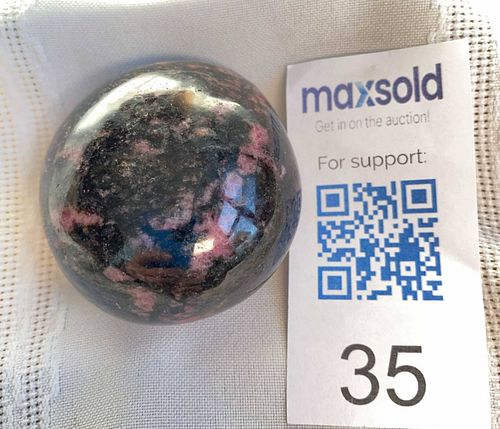 maxsold
Get in on the auction!
For support:
35